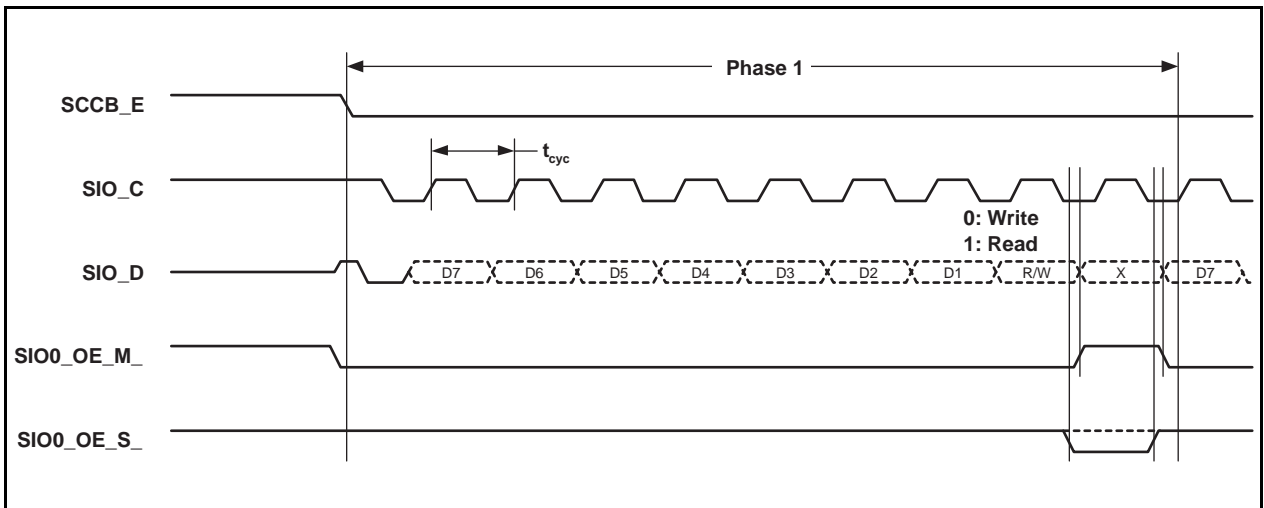 Phase 1
SCCB_E
t_cyc
SIO_C
0: Write
1: Read
SIO_D D7 D6 D5 D4 D3 D2 D1 R/W X D7
SIO0_OE_M_
SIO0_OE_S_